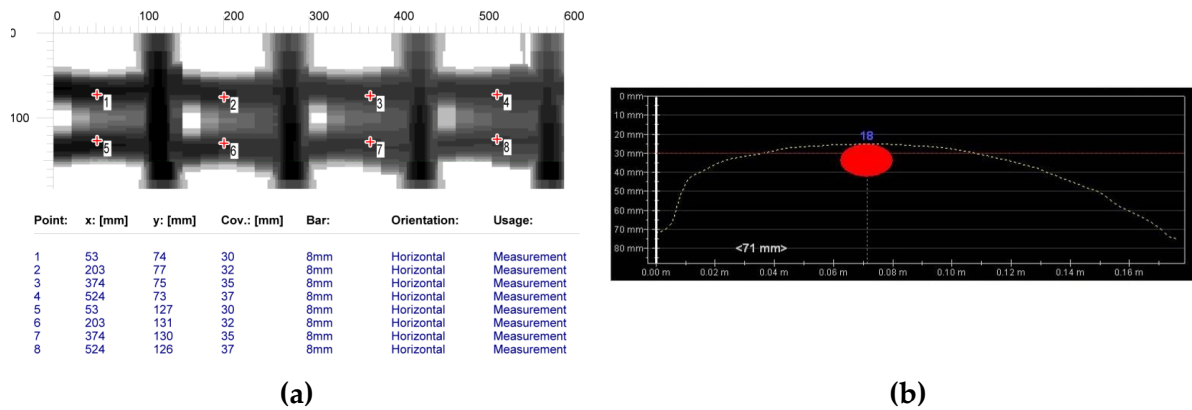 0 100 200 300 400 500 600
0
100
1
2
3
4
5
6
7
8
Point: x: [mm] y: [mm] Cov.: [mm] Bar: Orientation: Usage:
1 53 74 30 8mm Horizontal Measurement
2 203 77 32 8mm Horizontal Measurement
3 374 75 35 8mm Horizontal Measurement
4 524 73 37 8mm Horizontal Measurement
5 53 127 30 8mm Horizontal Measurement
6 203 131 32 8mm Horizontal Measurement
7 374 130 35 8mm Horizontal Measurement
8 524 126 37 8mm Horizontal Measurement
(a)
0 mm
10 mm
20 mm
30 mm
40 mm
50 mm
60 mm
70 mm
80 mm
18
<71 mm>
0.00 m 0.02 m 0.04 m 0.06 m 0.08 m 0.10 m 0.12 m 0.14 m 0.16 m
(b)